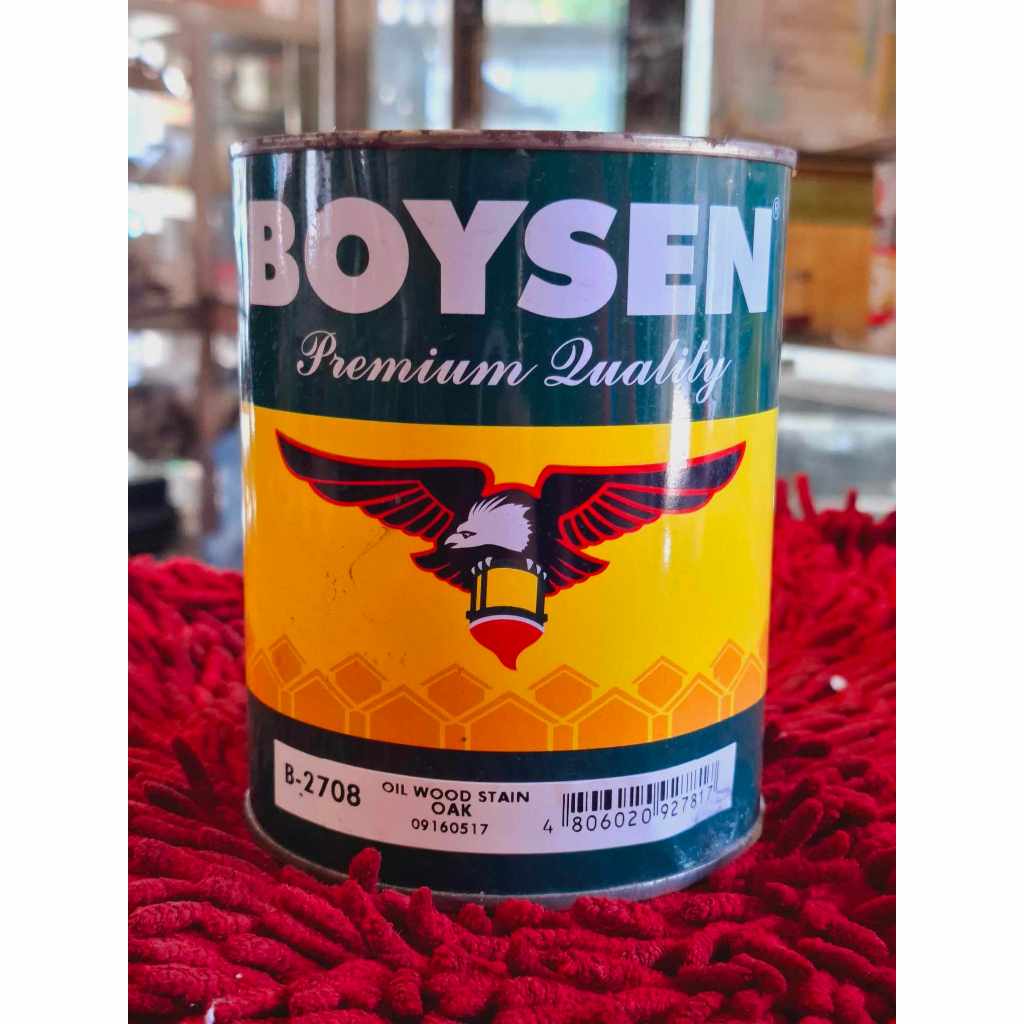 BOYSEN®
Premium Quality
B-2708
OIL WOOD STAIN
OAK
09160517
4 806020 927817